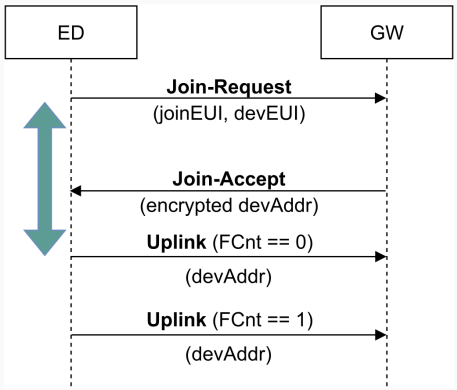 ED
GW
Join-Request
(joinEUI, devEUI)
Join-Accept
(encrypted devAddr)
Uplink (FCnt == 0)
(devAddr)
Uplink (FCnt == 1)
(devAddr)